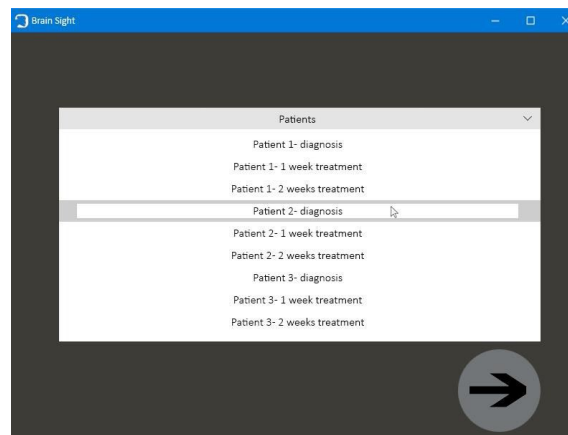 Brain Sight
Patients
Patient 1- diagnosis
Patient 1- 1 week treatment
Patient 1- 2 weeks treatment
Patient 2- diagnosis
Patient 2- 1 week treatment
Patient 2- 2 weeks treatment
Patient 3- diagnosis
Patient 3- 1 week treatment
Patient 3- 2 weeks treatment